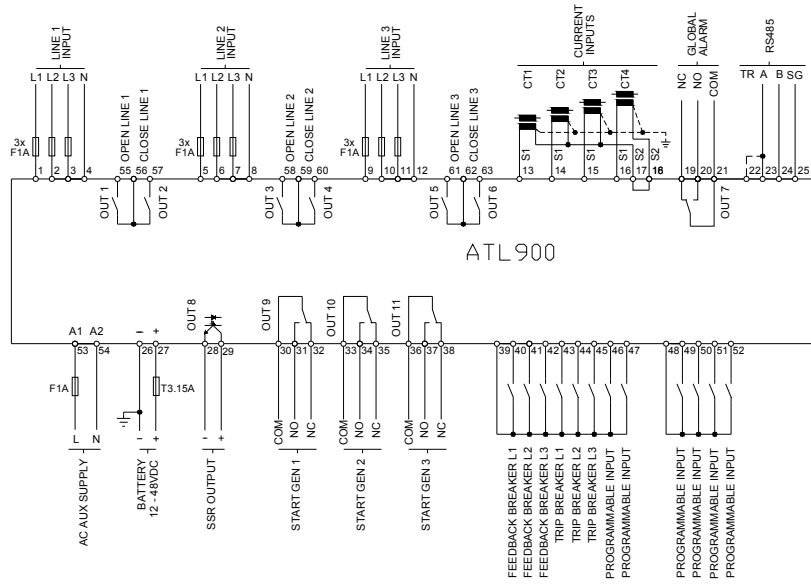 LINE 1
INPUT
LINE 2
INPUT
LINE 3
INPUT
CURRENT
INPUTS
GLOBAL
ALARM
RS485
L1 L2 L3 N
L1 L2 L3 N
L1 L2 L3 N
CT1 CT2 CT3 CT4
NC NO COM
TR A B SG
3x
F1A
OPEN LINE 1
CLOSE LINE 1
3x
F1A
OPEN LINE 2
CLOSE LINE 2
3x
F1A
OPEN LINE 3
CLOSE LINE 3
S1 S1 S1 S1 S2 S2
1 2 3 4 55 56 57 5 6 7 8 58 59 60 9 10 11 12 61 62 63 13 14 15 16 17 18 19 20 21 22 23 24 25
OUT 1 OUT 2 OUT 3 OUT 4 OUT 5 OUT 6 OUT 7
ATL900
A1 A2 - + OUT 8 OUT 9 OUT 10 OUT 11
53 54 26 27 28 29 30 31 32 33 34 35 36 37 38 39 40 41 42 43 44 45 46 47 48 49 50 51 52
F1A T3.15A
L N - + - + COM NO NC COM NO NC COM NO NC
AC AUX SUPPLY
BATTERY
12 - 48VDC
SSR OUTPUT
START GEN 1
START GEN 2
START GEN 3
FEEDBACK BREAKER L1
FEEDBACK BREAKER L2
FEEDBACK BREAKER L3
TRIP BREAKER L1
TRIP BREAKER L2
TRIP BREAKER L3
PROGRAMMABLE INPUT
PROGRAMMABLE INPUT
PROGRAMMABLE INPUT
PROGRAMMABLE INPUT
PROGRAMMABLE INPUT
PROGRAMMABLE INPUT